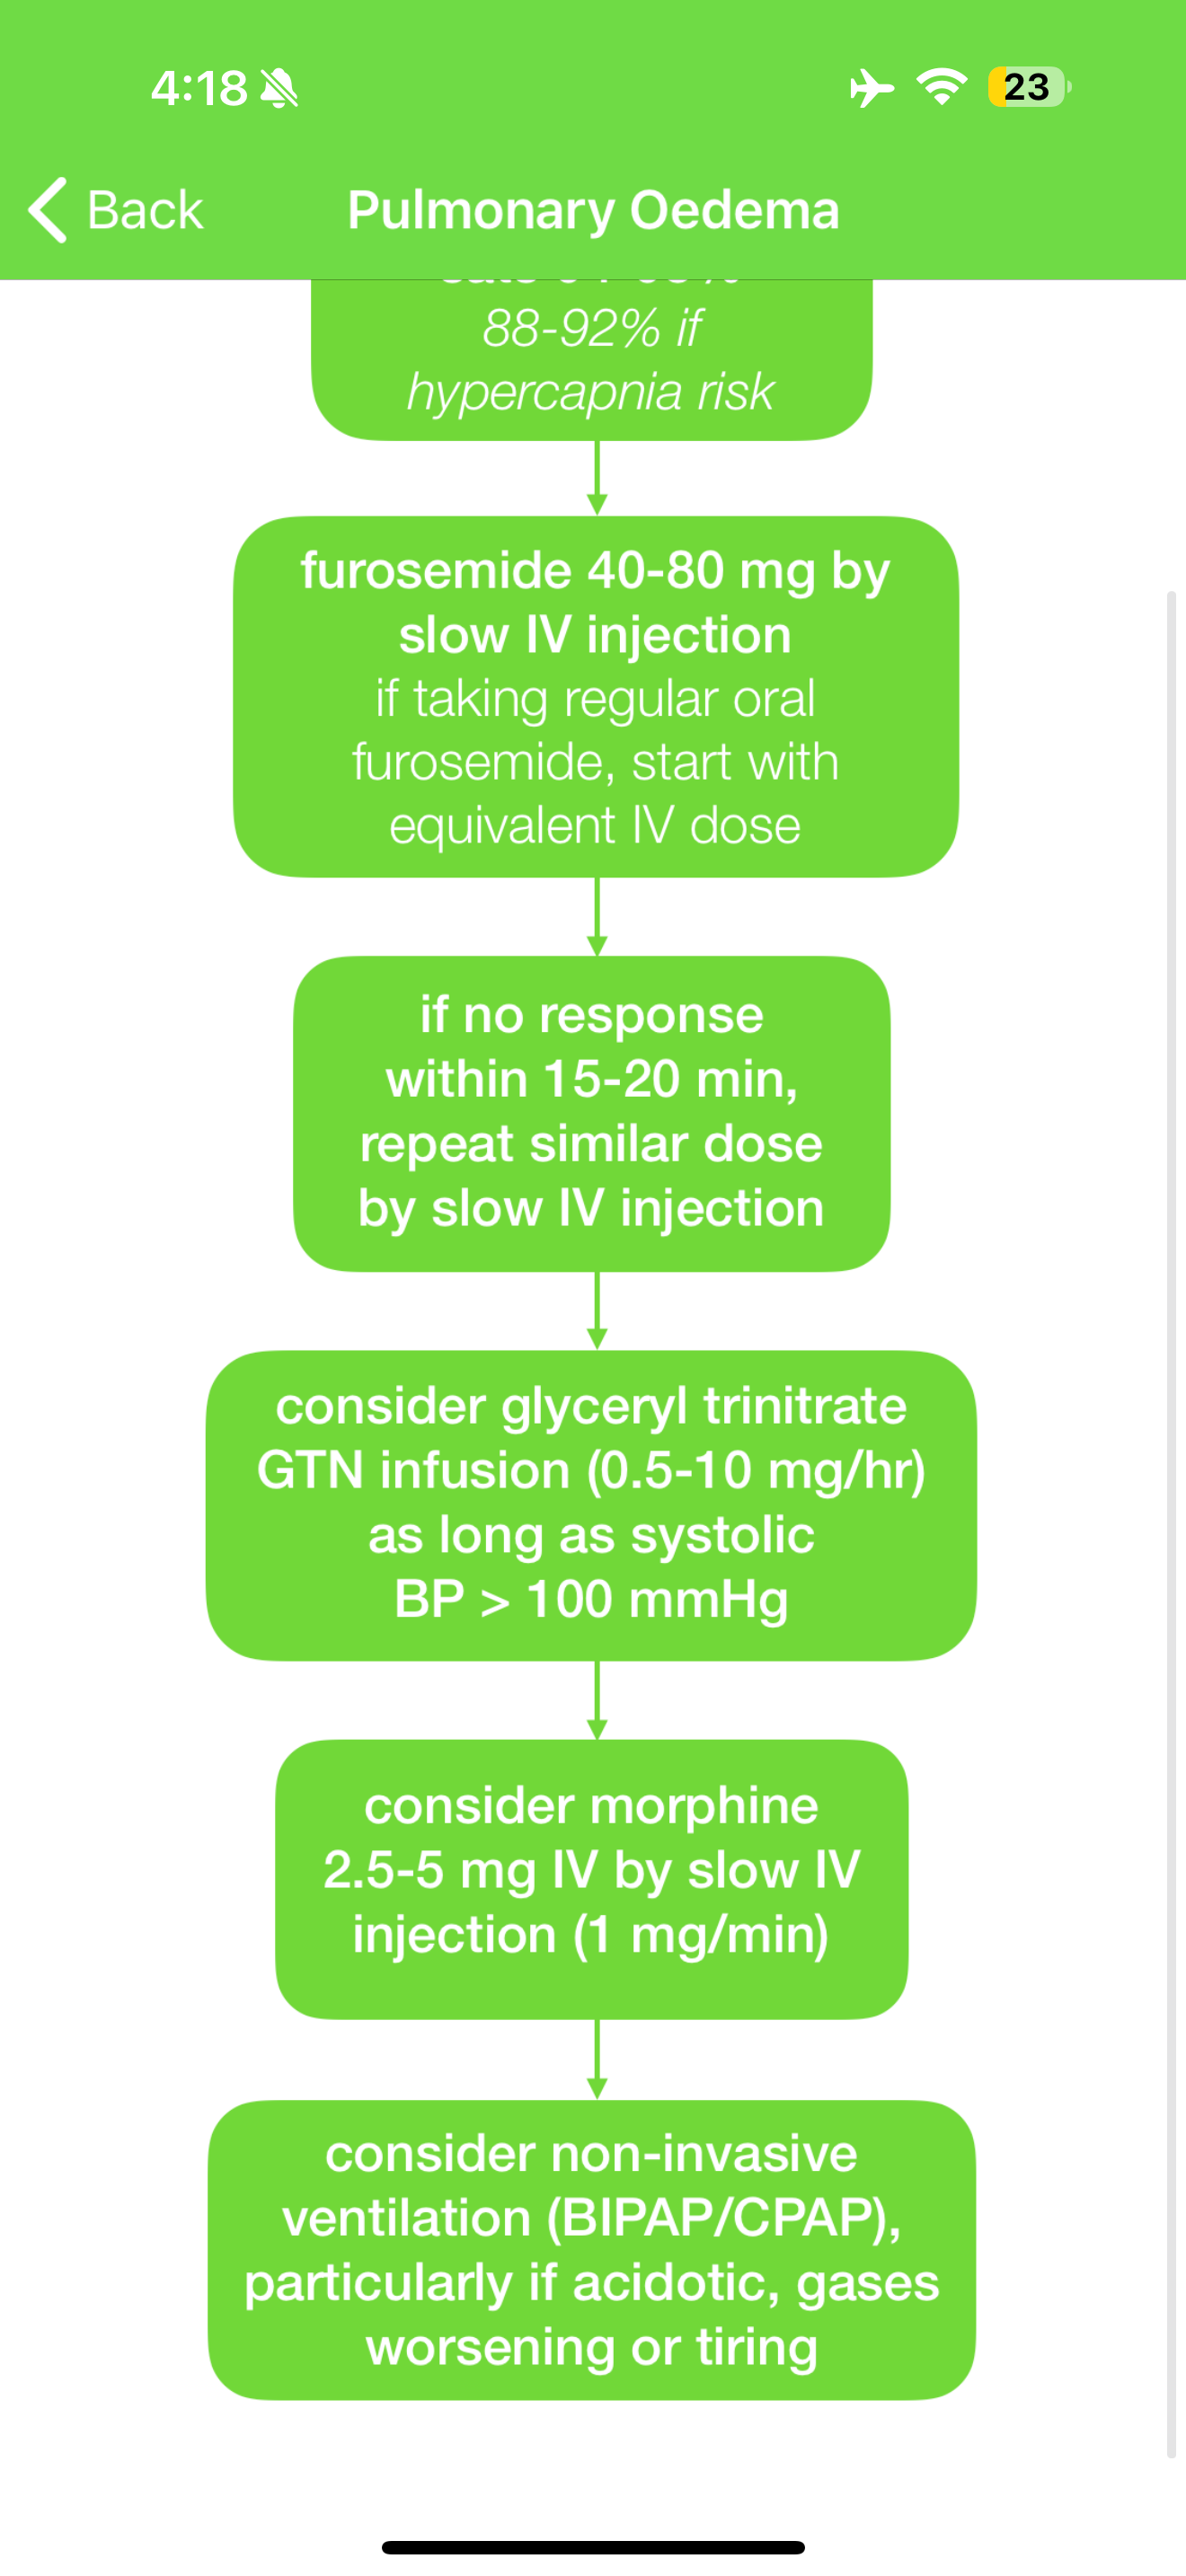 4:18
23
Back
Pulmonary Oedema
88-92% if
hypercapnia risk
furosemide 40-80 mg by
slow IV injection
if taking regular oral
furosemide, start with
equivalent IV dose
if no response
within 15-20 min,
repeat similar dose
by slow IV injection
consider glyceryl trinitrate
GTN infusion (0.5-10 mg/hr)
as long as systolic
BP > 100 mmHg
consider morphine
2.5-5 mg IV by slow IV
injection (1 mg/min)
consider non-invasive
ventilation (BIPAP/CPAP),
particularly if acidotic, gases
worsening or tiring